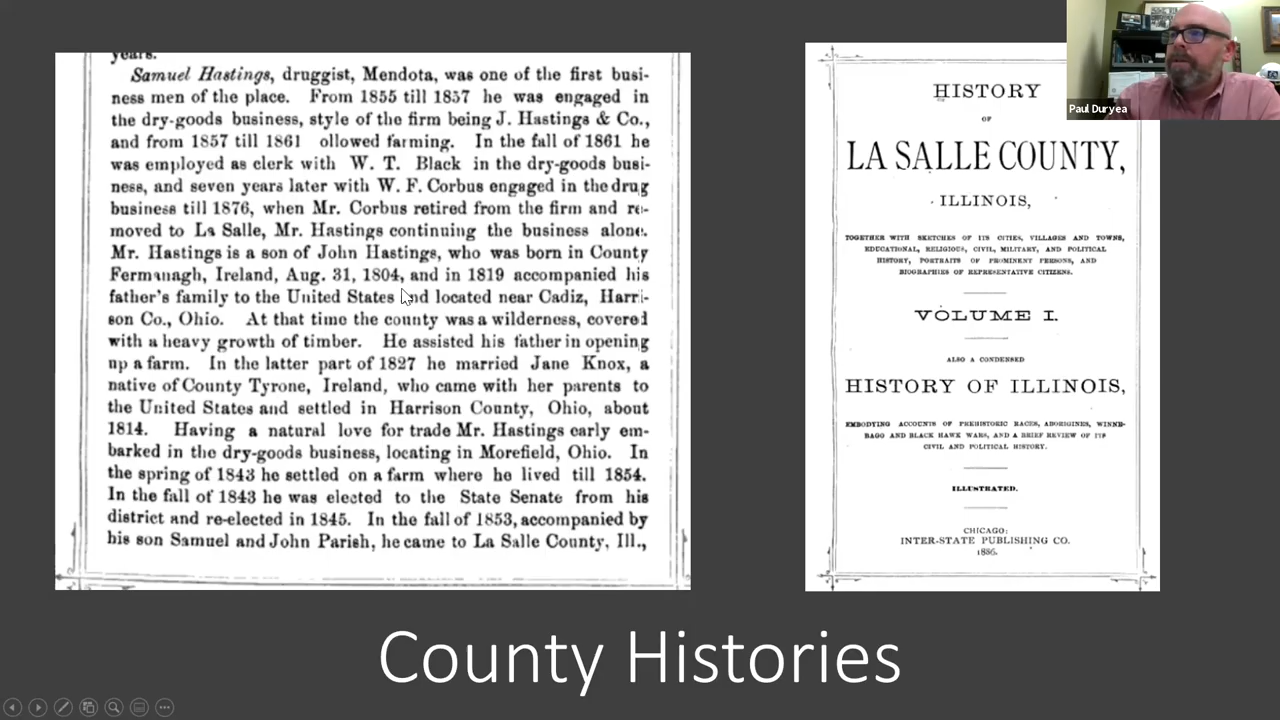 years.
Samuel Hastings, druggist, Mendota, was one of the first busi-
ness men of the place. From 1855 till 1857 he was engaged in
the dry-goods business, style of the firm being J. Hastings & Co.,
and from 1857 till 1861 ollowed farming. In the fall of 1861 he
was employed as clerk with W. T. Black in the dry-goods busi-
ness, and seven years later with W. F. Corbus engaged in the drug
business till 1876, when Mr. Corbus retired from the firm and re-
moved to La Salle, Mr. Hastings continuing the business alone.
Mr. Hastings is a son of John Hastings, who was born in County
Fermanagh, Ireland, Aug. 31, 1804, and in 1819 accompanied his
father's family to the United States and located near Cadiz, Harri-
son Co., Ohio. At that time the county was a wilderness, covered
with a heavy growth of timber. He assisted his father in opening
up a farm. In the latter part of 1827 he married Jane Knox, a
native of County Tyrone, Ireland, who came with her parents to
the United States and settled in Harrison County, Ohio, about
1814. Having a natural love for trade Mr. Hastings early em-
barked in the dry-goods business, locating in Morefield, Ohio. In
the spring of 1843 he settled on a farm where he lived till 1854.
In the fall of 1843 he was elected to the State Senate from his
district and re-elected in 1845. In the fall of 1853, accompanied by
his son Samuel and John Parish, he came to La Salle County, Ill.,
HISTORY
OF
LA SALLE COUNTY,
ILLINOIS,
TOGETHER WITH SKETCHES OF ITS CITIES, VILLAGES AND TOWNS,
EDUCATIONAL, RELIGIOUS, CIVIL, MILITARY, AND POLITICAL
HISTORY, PORTRAITS OF PROMINENT PERSONS, AND
BIOGRAPHIES OF REPRESENTATIVE CITIZENS.
VOLUME I.
ALSO A CONDENSED
HISTORY OF ILLINOIS,
EMBODYING ACCOUNTS OF PREHISTORIC RACES, ABORIGINES, WINNE-
BAGO AND BLACK HAWK WARS, AND A BRIEF REVIEW OF ITS
CIVIL AND POLITICAL HISTORY.
ILLUSTRATED.
CHICAGO:
INTER-STATE PUBLISHING CO.
1886.
Paul Duryea
County Histories